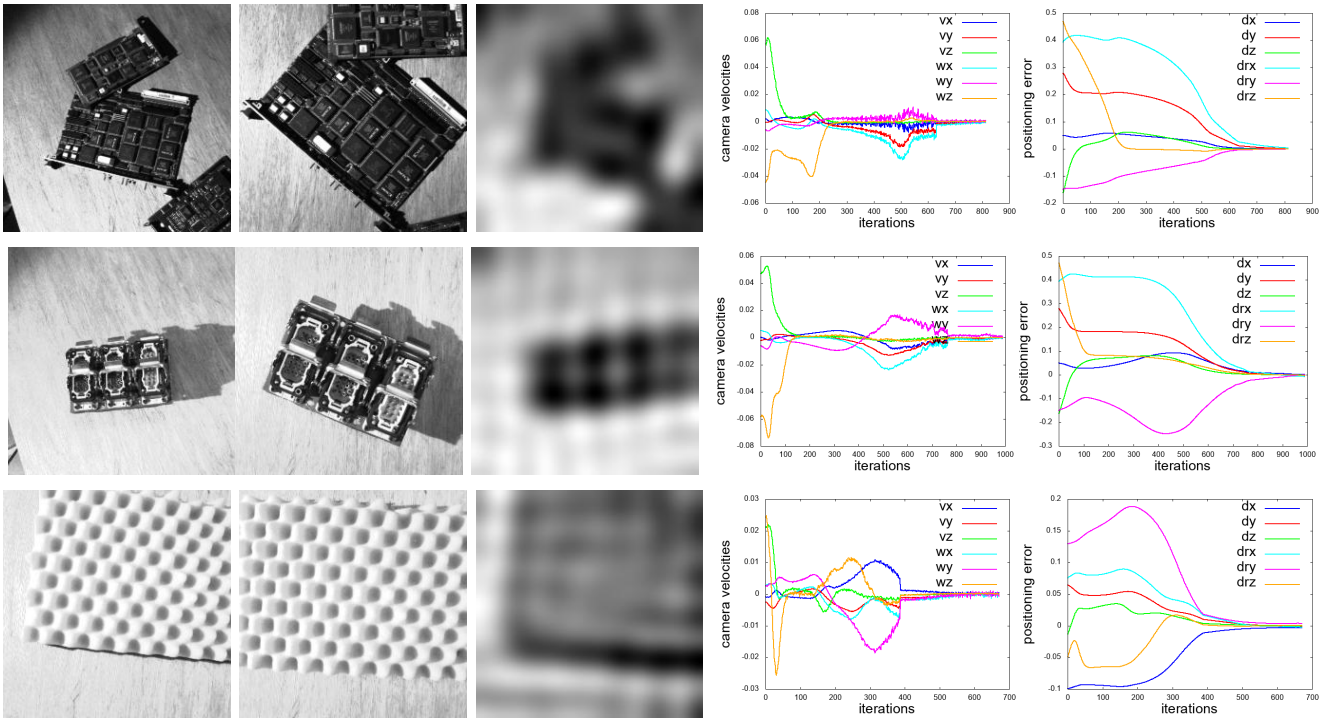 camera velocities
0.08
0.06
0.04
0.02
0
-0.02
-0.04
-0.06
vx
vy
vz
wx
wy
wz
0 100 200 300 400 500 600 700 800 900
iterations
positioning error
0.5
0.4
0.3
0.2
0.1
0
-0.1
-0.2
dx
dy
dz
drx
dry
drz
0 100 200 300 400 500 600 700 800 900
iterations
camera velocities
0.06
0.04
0.02
0
-0.02
-0.04
-0.06
-0.08
vx
vy
vz
wx
wy
wz
0 100 200 300 400 500 600 700 800 900 1000
iterations
positioning error
0.5
0.4
0.3
0.2
0.1
0
-0.1
-0.2
-0.3
dx
dy
dz
drx
dry
drz
0 100 200 300 400 500 600 700 800 900 1000
iterations
camera velocities
0.03
0.02
0.01
0
-0.01
-0.02
-0.03
vx
vy
vz
wx
wy
wz
0 100 200 300 400 500 600 700
iterations
positioning error
0.2
0.15
0.1
0.05
0
-0.05
-0.1
dx
dy
dz
drx
dry
drz
0 100 200 300 400 500 600 700
iterations